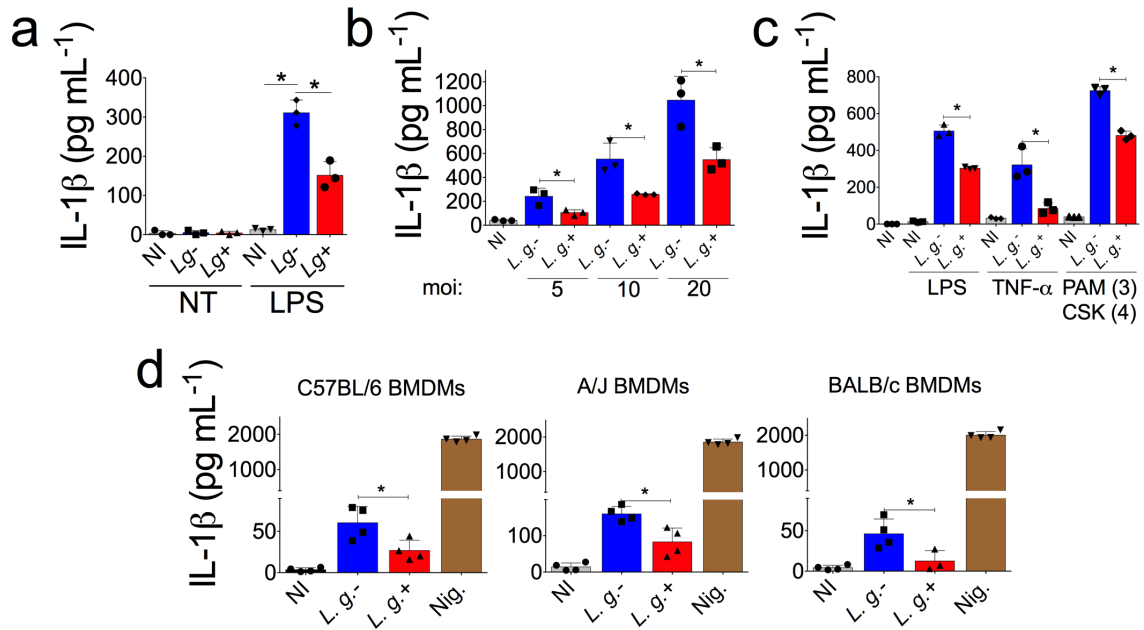 a
IL-1β (pg mL⁻¹)
400
300
200
100
0
NI
Lg-
Lg+
NI
Lg-
Lg+
NT
LPS
*
*
b
IL-1β (pg mL⁻¹)
1200
1000
800
600
400
200
0
NI
L. g.-
L. g.+
L. g.-
L. g.+
L. g.-
L. g.+
moi:
5
10
20
*
*
*
c
IL-1β (pg mL⁻¹)
800
600
400
200
0
NI
NI
L. g.-
L. g.+
NI
L. g.-
L. g.+
NI
L. g.-
L. g.+
LPS
TNF-α
PAM (3)
CSK (4)
*
*
*
d
IL-1β (pg mL⁻¹)
C57BL/6 BMDMs
2000
1000
50
0
*
NI
L. g.-
L. g.+
Nig.
A/J BMDMs
2000
1000
100
0
*
NI
L. g.-
L. g.+
Nig.
BALB/c BMDMs
2000
1000
50
0
*
NI
L. g.-
L. g.+
Nig.